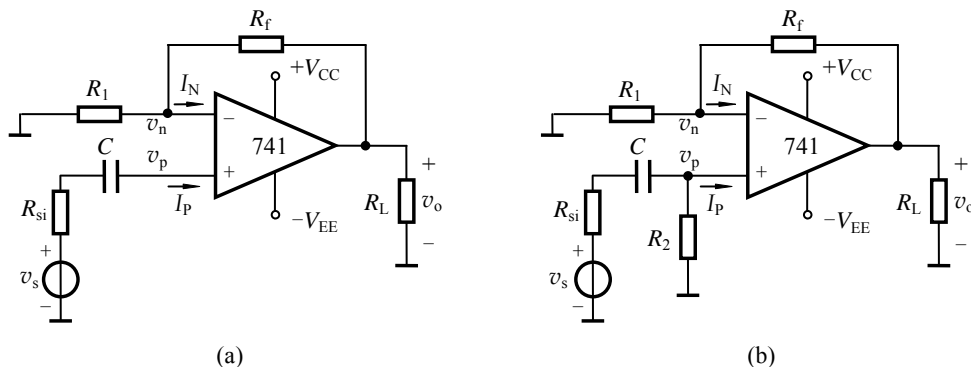 R_f
+V_CC
R_1
I_N
v_n
−
741
C
v_p
+
I_P
R_si
−V_EE
R_L
+
v_o
−
+
v_s
−
(a)
R_f
+V_CC
R_1
I_N
v_n
−
741
C
v_p
+
I_P
R_si
R_2
−V_EE
R_L
+
v_o
−
+
v_s
−
(b)